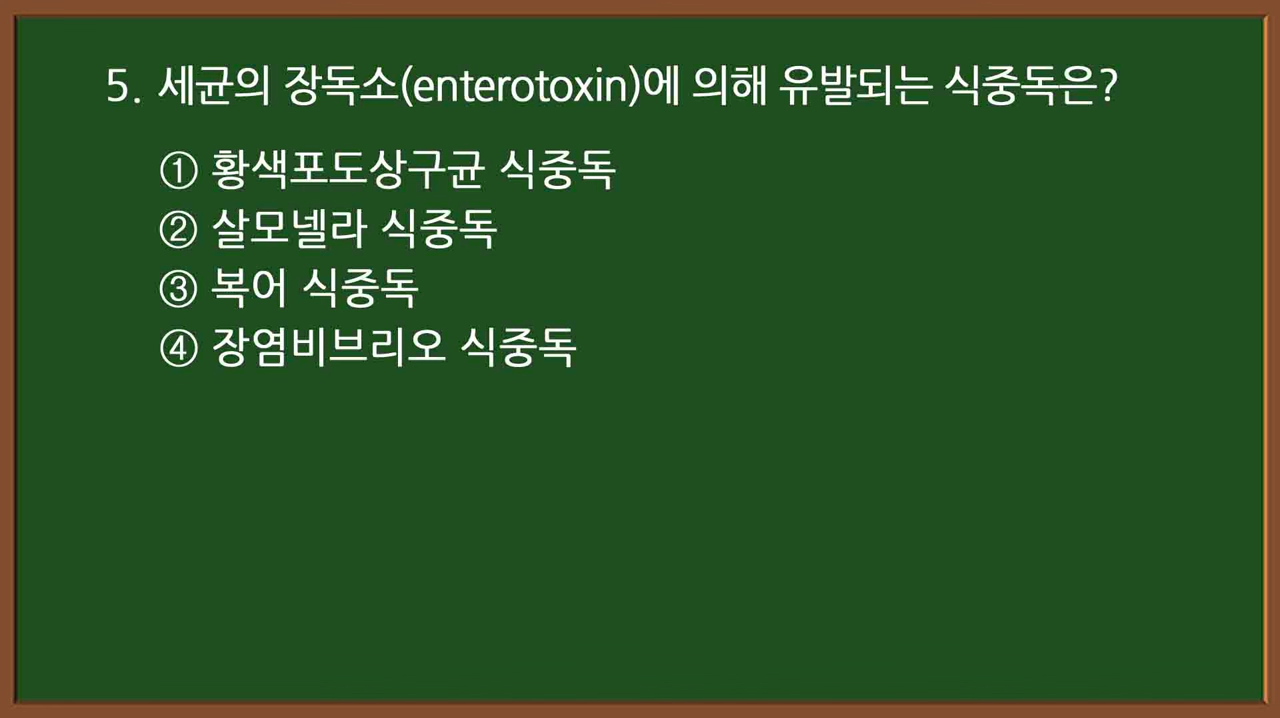 5. 세균의 장독소(enterotoxin)에 의해 유발되는 식중독은?
① 황색포도상구균 식중독
② 살모넬라 식중독
③ 복어 식중독
④ 장염비브리오 식중독